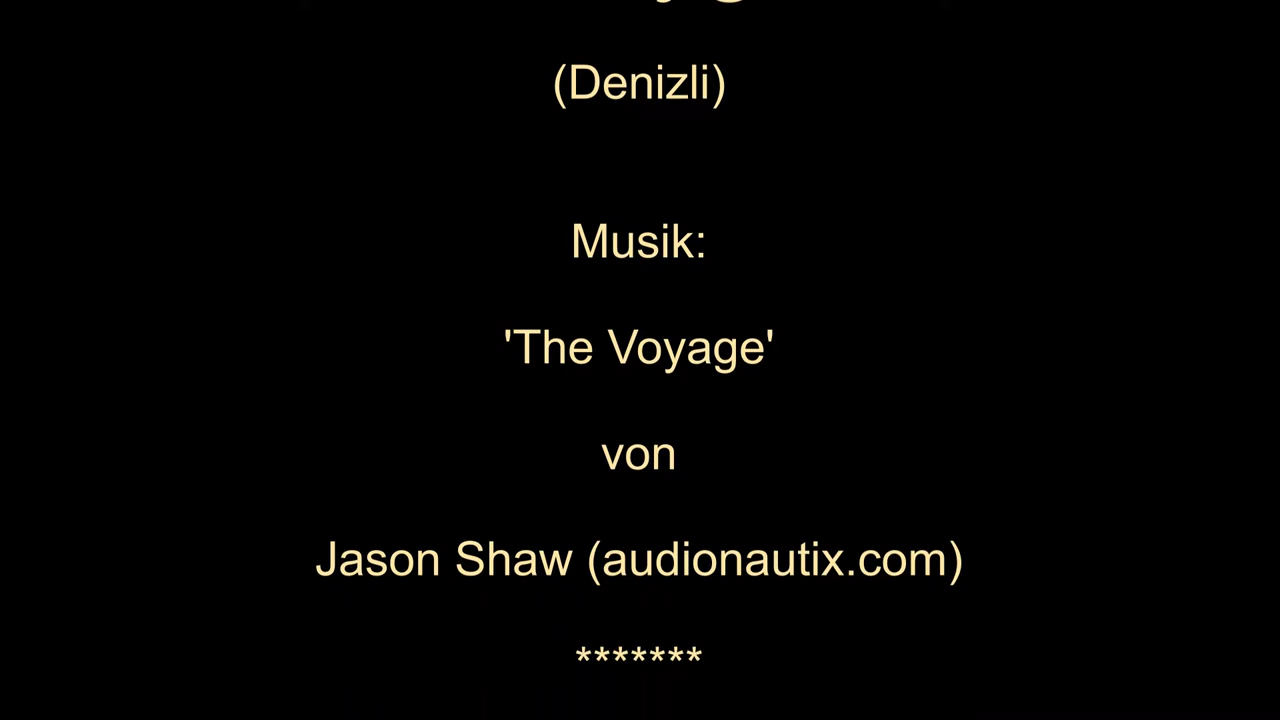 (Denizli)
Musik:
'The Voyage'
von
Jason Shaw (audionautix.com)
*******